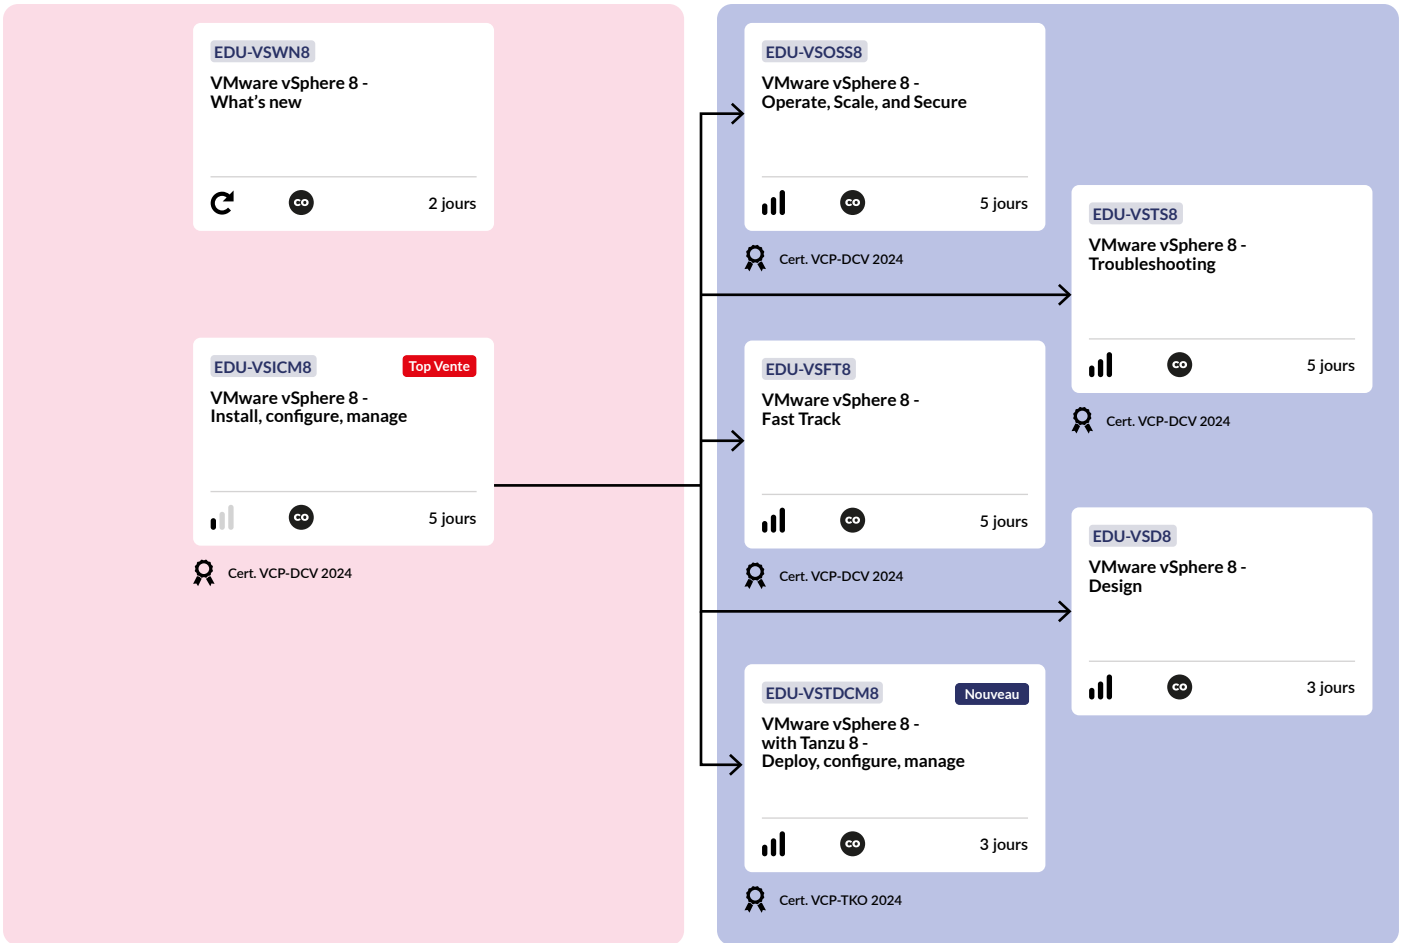 EDU-VSWN8
VMware vSphere 8 -
What’s new
CO
2 jours
EDU-VSICM8
Top Vente
VMware vSphere 8 -
Install, configure, manage
CO
5 jours
Cert. VCP-DCV 2024
EDU-VSOSS8
VMware vSphere 8 -
Operate, Scale, and Secure
CO
5 jours
Cert. VCP-DCV 2024
EDU-VSFT8
VMware vSphere 8 -
Fast Track
CO
5 jours
Cert. VCP-DCV 2024
EDU-VSTDCM8
Nouveau
VMware vSphere 8 -
with Tanzu 8 -
Deploy, configure, manage
CO
3 jours
Cert. VCP-TKO 2024
EDU-VSTS8
VMware vSphere 8 -
Troubleshooting
CO
5 jours
Cert. VCP-DCV 2024
EDU-VSD8
VMware vSphere 8 -
Design
CO
3 jours